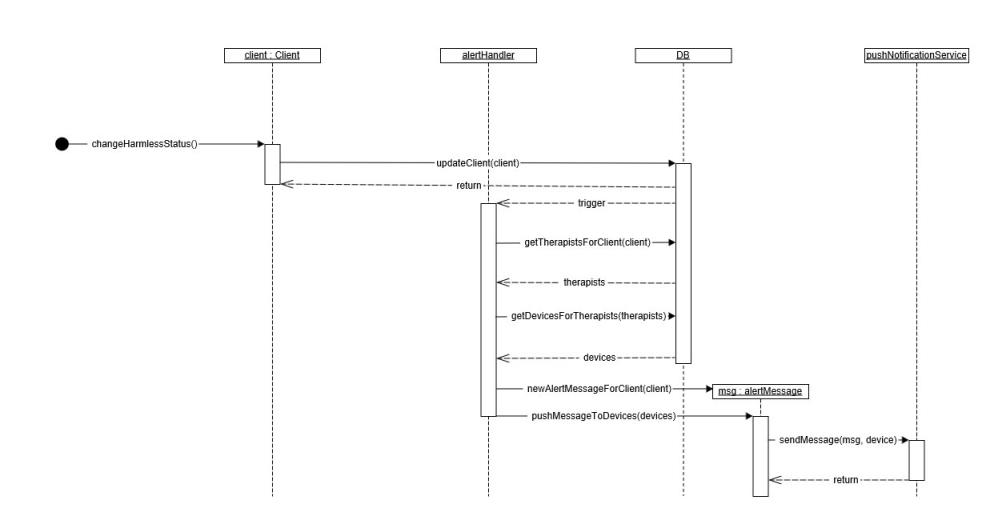 client : Client
alertHandler
DB
pushNotificationService
changeHarmlessStatus()
updateClient(client)
return
trigger
getTherapistsForClient(client)
therapists
getDevicesForTherapists(therapists)
devices
newAlertMessageForClient(client)
msg : alertMessage
pushMessageToDevices(devices)
sendMessage(msg, device)
return